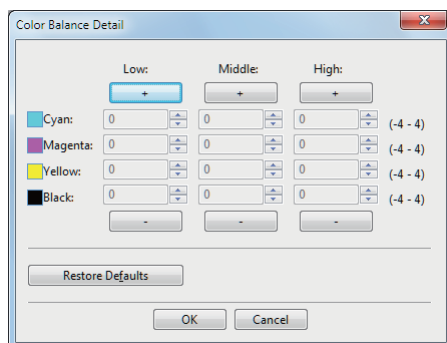 Color Balance Detail
x
Low: Middle: High:
+ + +
Cyan: 0 0 0 (-4 - 4)
Magenta: 0 0 0 (-4 - 4)
Yellow: 0 0 0 (-4 - 4)
Black: 0 0 0 (-4 - 4)
- - -
Restore Defaults
OK Cancel